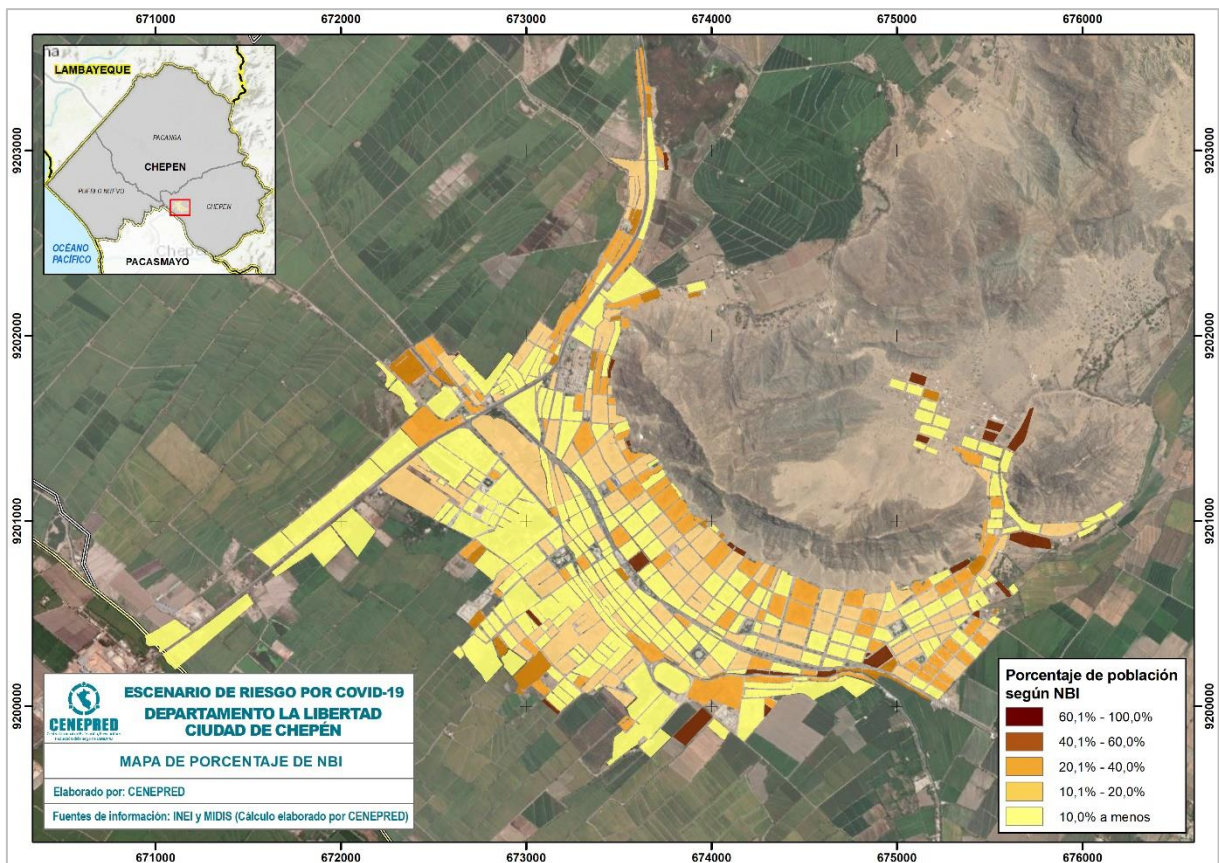 671000 672000 673000 674000 675000 676000
9203000
9202000
9201000
9200000
9203000
9202000
9201000
9200000
LAMBAYEQUE
PACANGA
CHEPEN
PUEBLO NUEVO
CHEPEN
OCÉANO
PACÍFICO
Chepe
PACASMAYO
CENEPRED
ESCENARIO DE RIESGO POR COVID-19
DEPARTAMENTO LA LIBERTAD
CIUDAD DE CHEPÉN
MAPA DE PORCENTAJE DE NBI
Elaborado por: CENEPRED
Fuentes de información: INEI y MIDIS (Cálculo elaborado por CENEPRED)
Porcentaje de población
según NBI
60,1% - 100,0%
40,1% - 60,0%
20,1% - 40,0%
10,1% - 20,0%
10,0% a menos
671000 672000 673000 674000 675000 676000